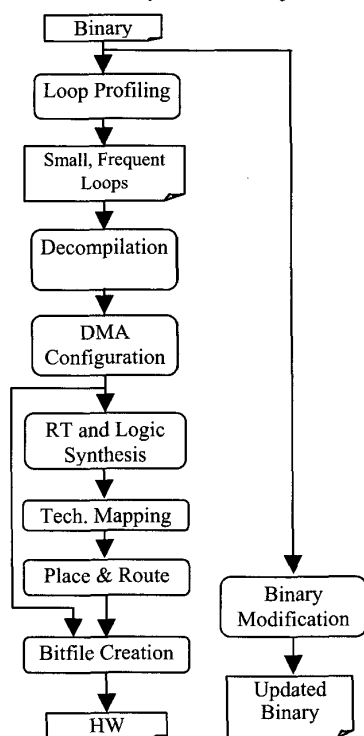 Binary
Loop Profiling
Small, Frequent
Loops
Decompilation
DMA
Configuration
RT and Logic
Synthesis
Tech. Mapping
Place & Route
Bitfile Creation
HW
Binary
Modification
Updated
Binary